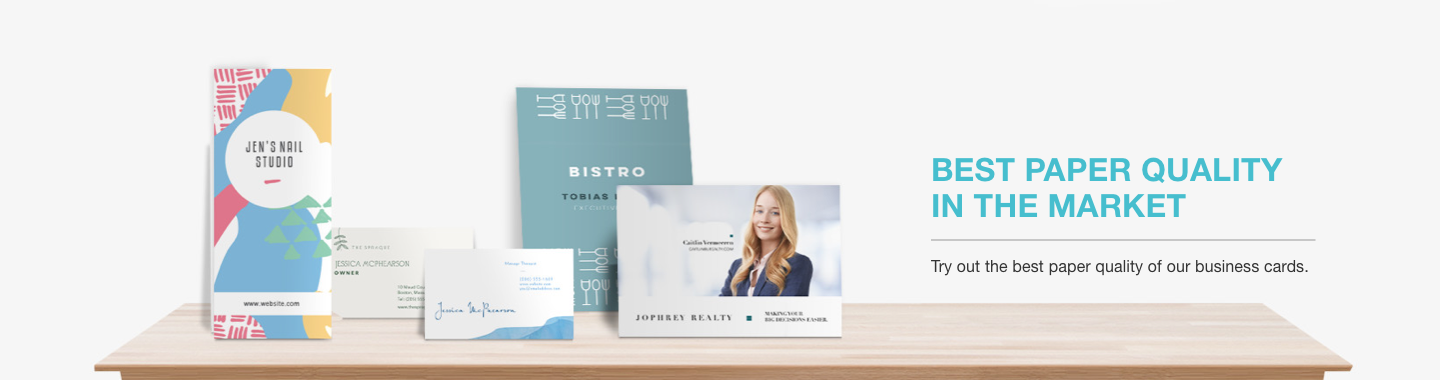 JEN'S NAIL
STUDIO
www.website.com
THE SPRUCES
JESSICA MCPHEARSON
OWNER
BISTRO
TOBIAS
Jessica McPhearson
Caitlin Vermeeren
JOPHREY REALTY
MAKING YOUR
BIG DECISIONS EASIER.
BEST PAPER QUALITY
IN THE MARKET
Try out the best paper quality of our business cards.